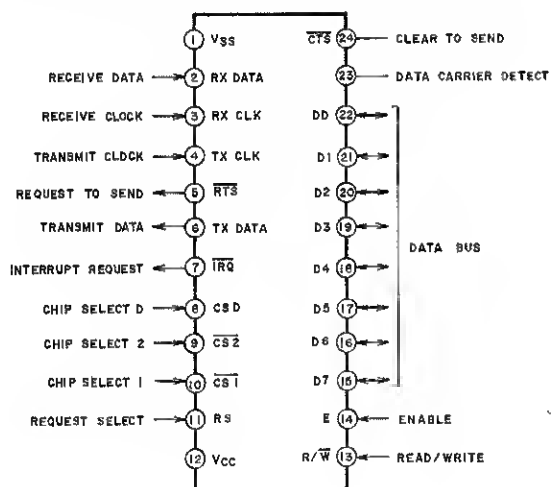 1 VSS
CTS 24 CLEAR TO SEND
RECEIVE DATA 2 RX DATA
23 DATA CARRIER DETECT
RECEIVE CLOCK 3 RX CLK
DD 22
TRANSMIT CLDCK 4 TX CLK
D1 21
REQUEST TO SEND 5 RTS
D2 20
TRANSMIT DATA 6 TX DATA
D3 19
DATA BUS
INTERRUPT REQUEST 7 IRQ
D4 18
CHIP SELECT D 8 CSD
D5 17
CHIP SELECT 2 9 CS2
D6 16
CHIP SELECT 1 10 CS1
D7 15
REQUEST SELECT 11 RS
E 14 ENABLE
12 VCC
R/W 13 READ/WRITE